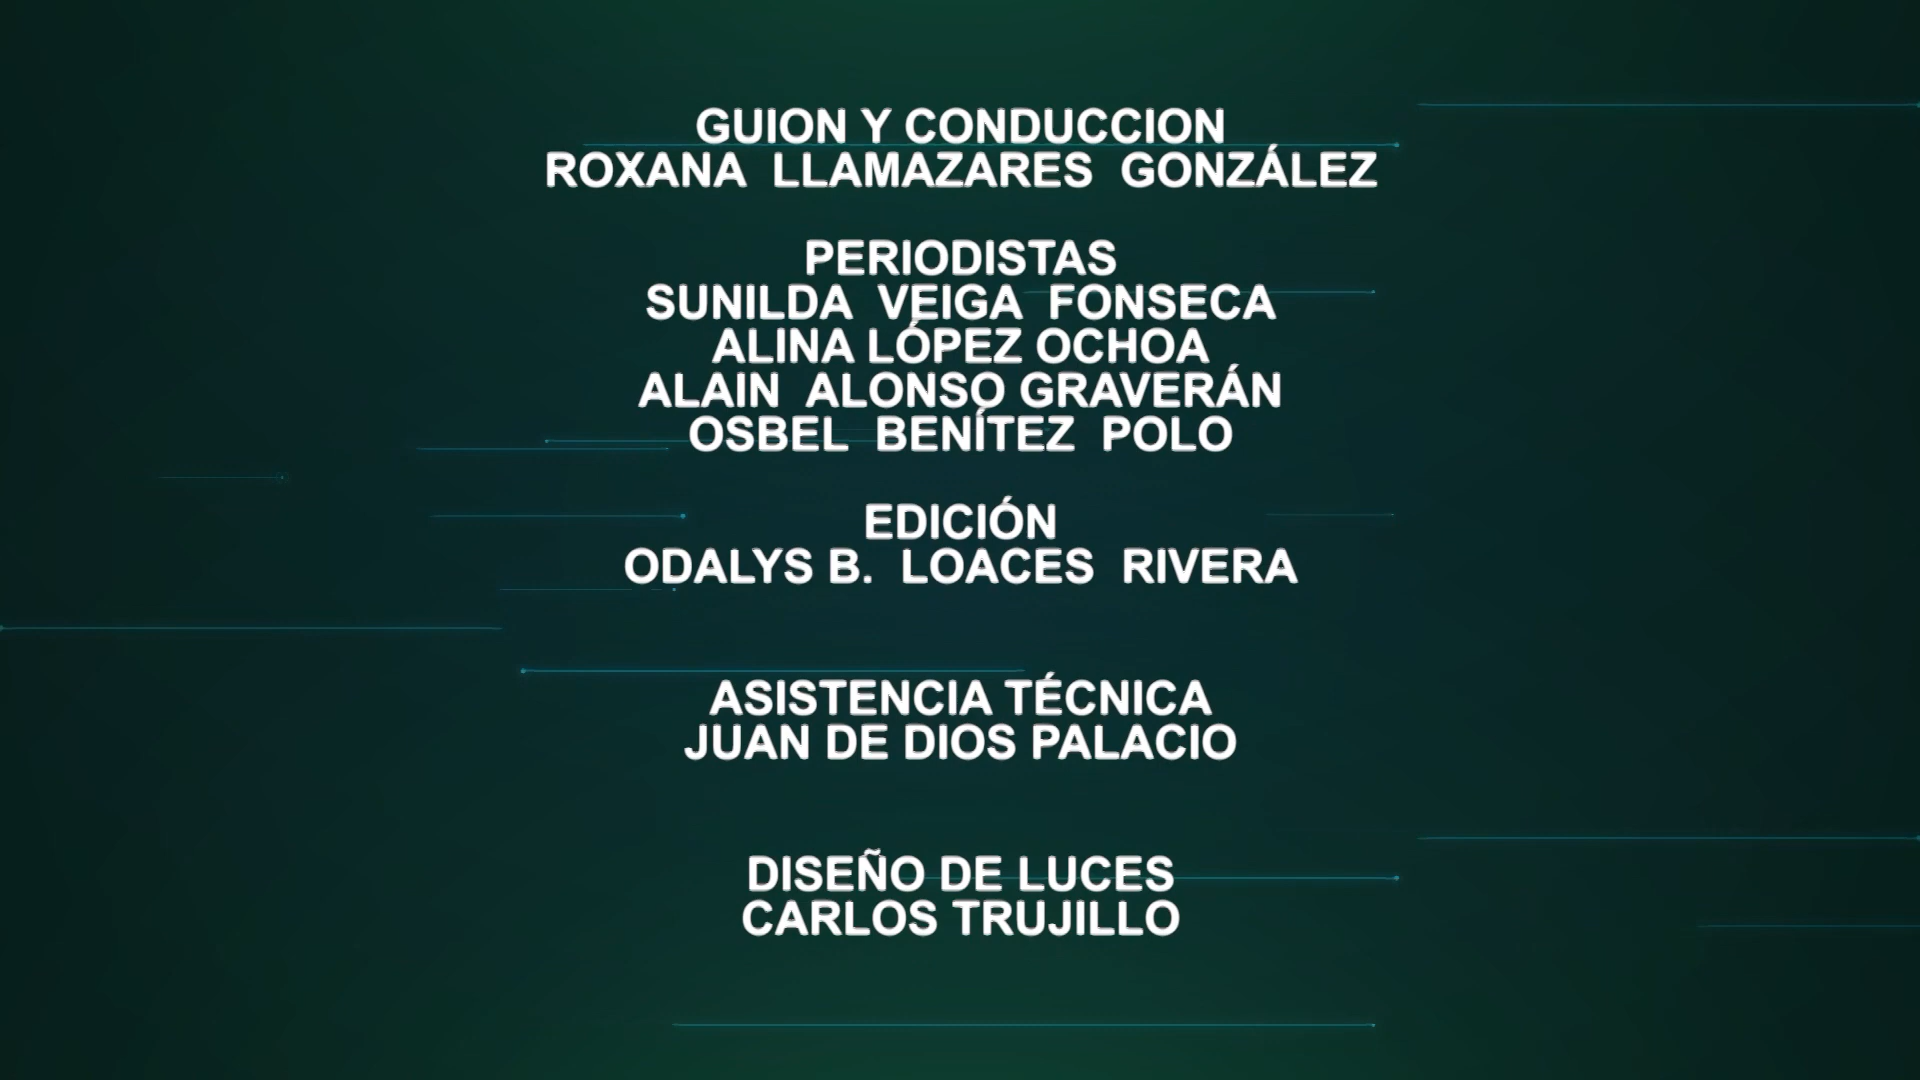 GUION Y CONDUCCION
ROXANA LLAMAZARES GONZÁLEZ
PERIODISTAS
SUNILDA VEIGA FONSECA
ALINA LÓPEZ OCHOA
ALAIN ALONSO GRAVERÁN
OSBEL BENÍTEZ POLO
EDICIÓN
ODALYS B. LOACES RIVERA
ASISTENCIA TÉCNICA
JUAN DE DIOS PALACIO
DISEÑO DE LUCES
CARLOS TRUJILLO